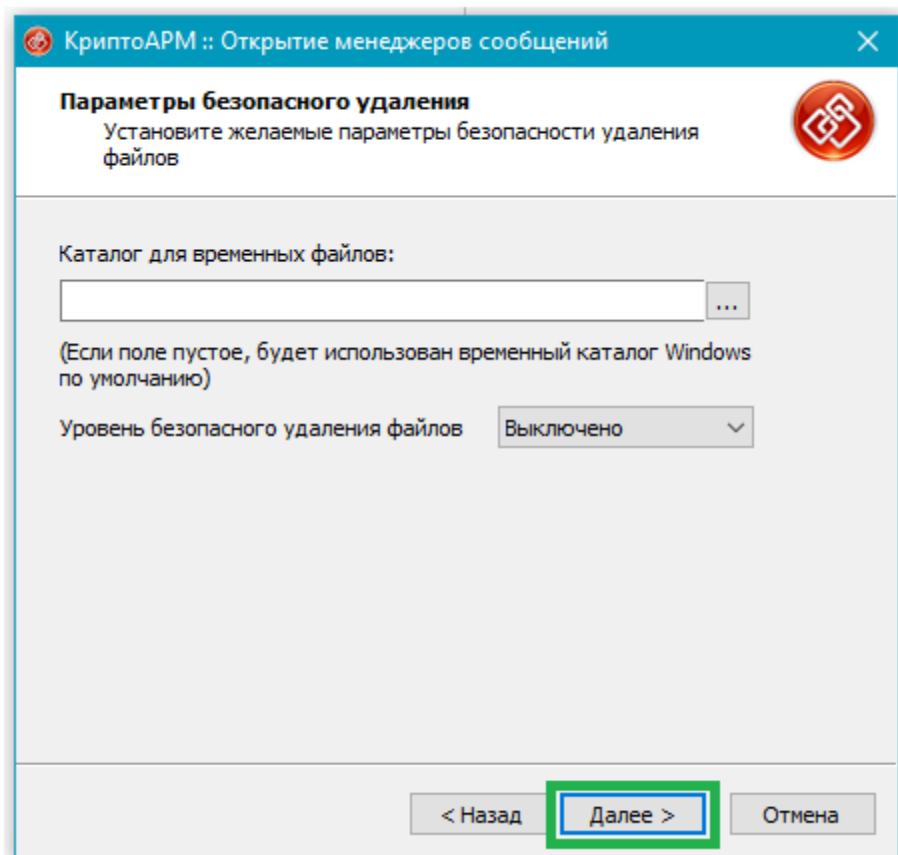 КриптоАРМ :: Открытие менеджеров сообщений
Параметры безопасного удаления
Установите желаемые параметры безопасности удаления
файлов
Каталог для временных файлов:
...
(Если поле пустое, будет использован временный каталог Windows
по умолчанию)
Уровень безопасного удаления файлов Выключено
< Назад Далее > Отмена